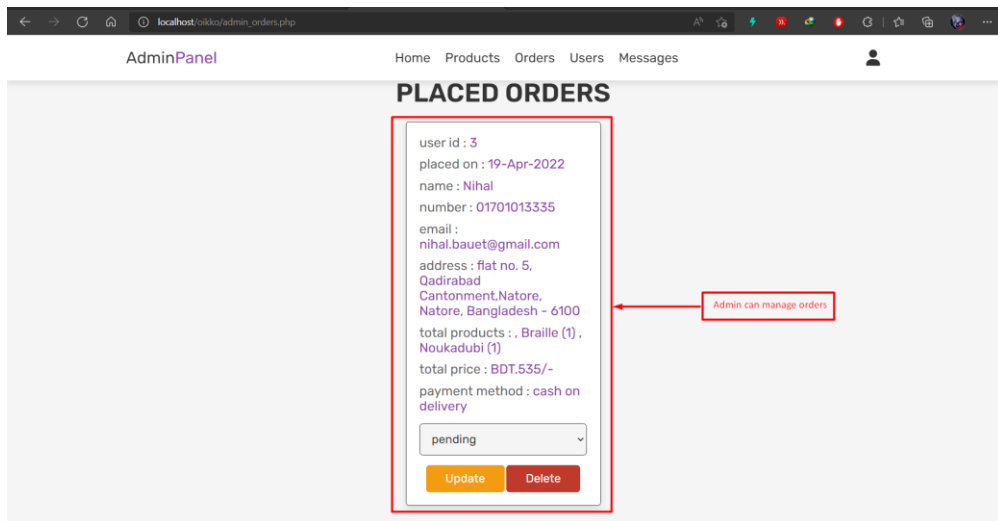 localhost/oikko/admin_orders.php
AdminPanel
Home Products Orders Users Messages
PLACED ORDERS
user id : 3
placed on : 19-Apr-2022
name : Nihal
number : 01701013335
email :
nihal.bauet@gmail.com
address : flat no. 5,
Qadirabad
Cantonment,Natore,
Natore, Bangladesh - 6100
total products : , Braille (1) ,
Noukadubi (1)
total price : BDT.535/-
payment method : cash on
delivery
pending
Update Delete
Admin can manage orders